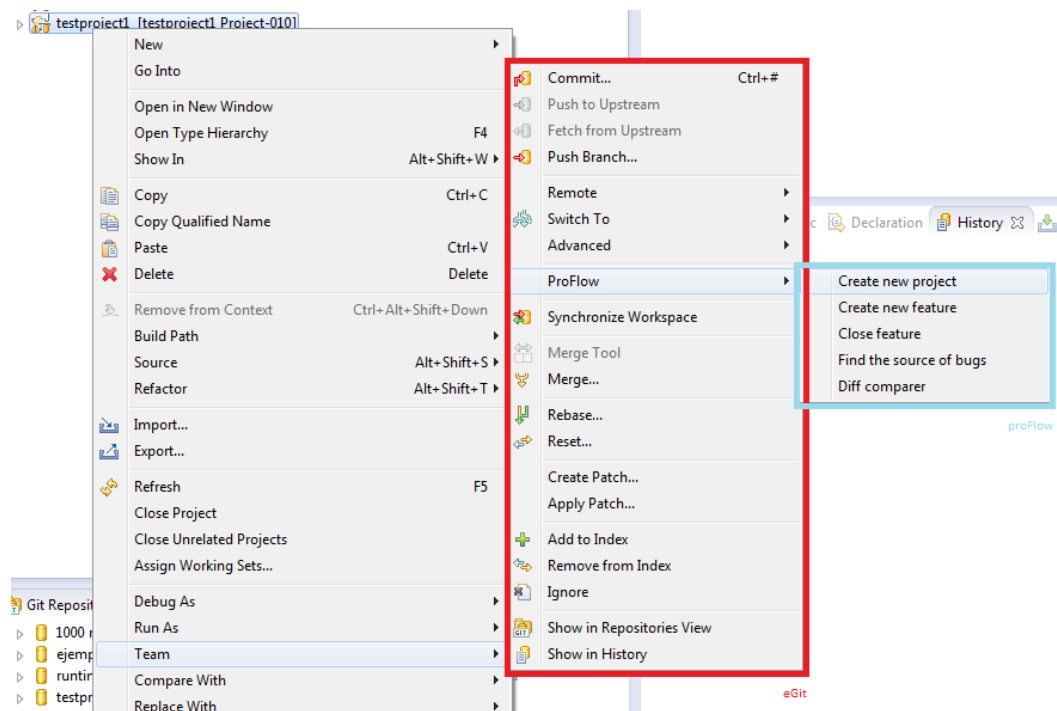 testproject1 [testproject1 Project-010]
New
Go Into
Open in New Window
Open Type Hierarchy F4
Show In Alt+Shift+W
Copy Ctrl+C
Copy Qualified Name
Paste Ctrl+V
Delete Delete
Remove from Context Ctrl+Alt+Shift+Down
Build Path
Source Alt+Shift+S
Refactor Alt+Shift+T
Import...
Export...
Refresh F5
Close Project
Close Unrelated Projects
Assign Working Sets...
Debug As
Run As
Team
Compare With
Replace With
Commit... Ctrl+#
Push to Upstream
Fetch from Upstream
Push Branch...
Remote
Switch To
Advanced
ProFlow
Synchronize Workspace
Merge Tool
Merge...
Rebase...
Reset...
Create Patch...
Apply Patch...
Add to Index
Remove from Index
Ignore
Show in Repositories View
Show in History
eGit
c Declaration History
Create new project
Create new feature
Close feature
Find the source of bugs
Diff comparer
proFlow
Git Reposit
1000 r
ejemp
runtin
testpr